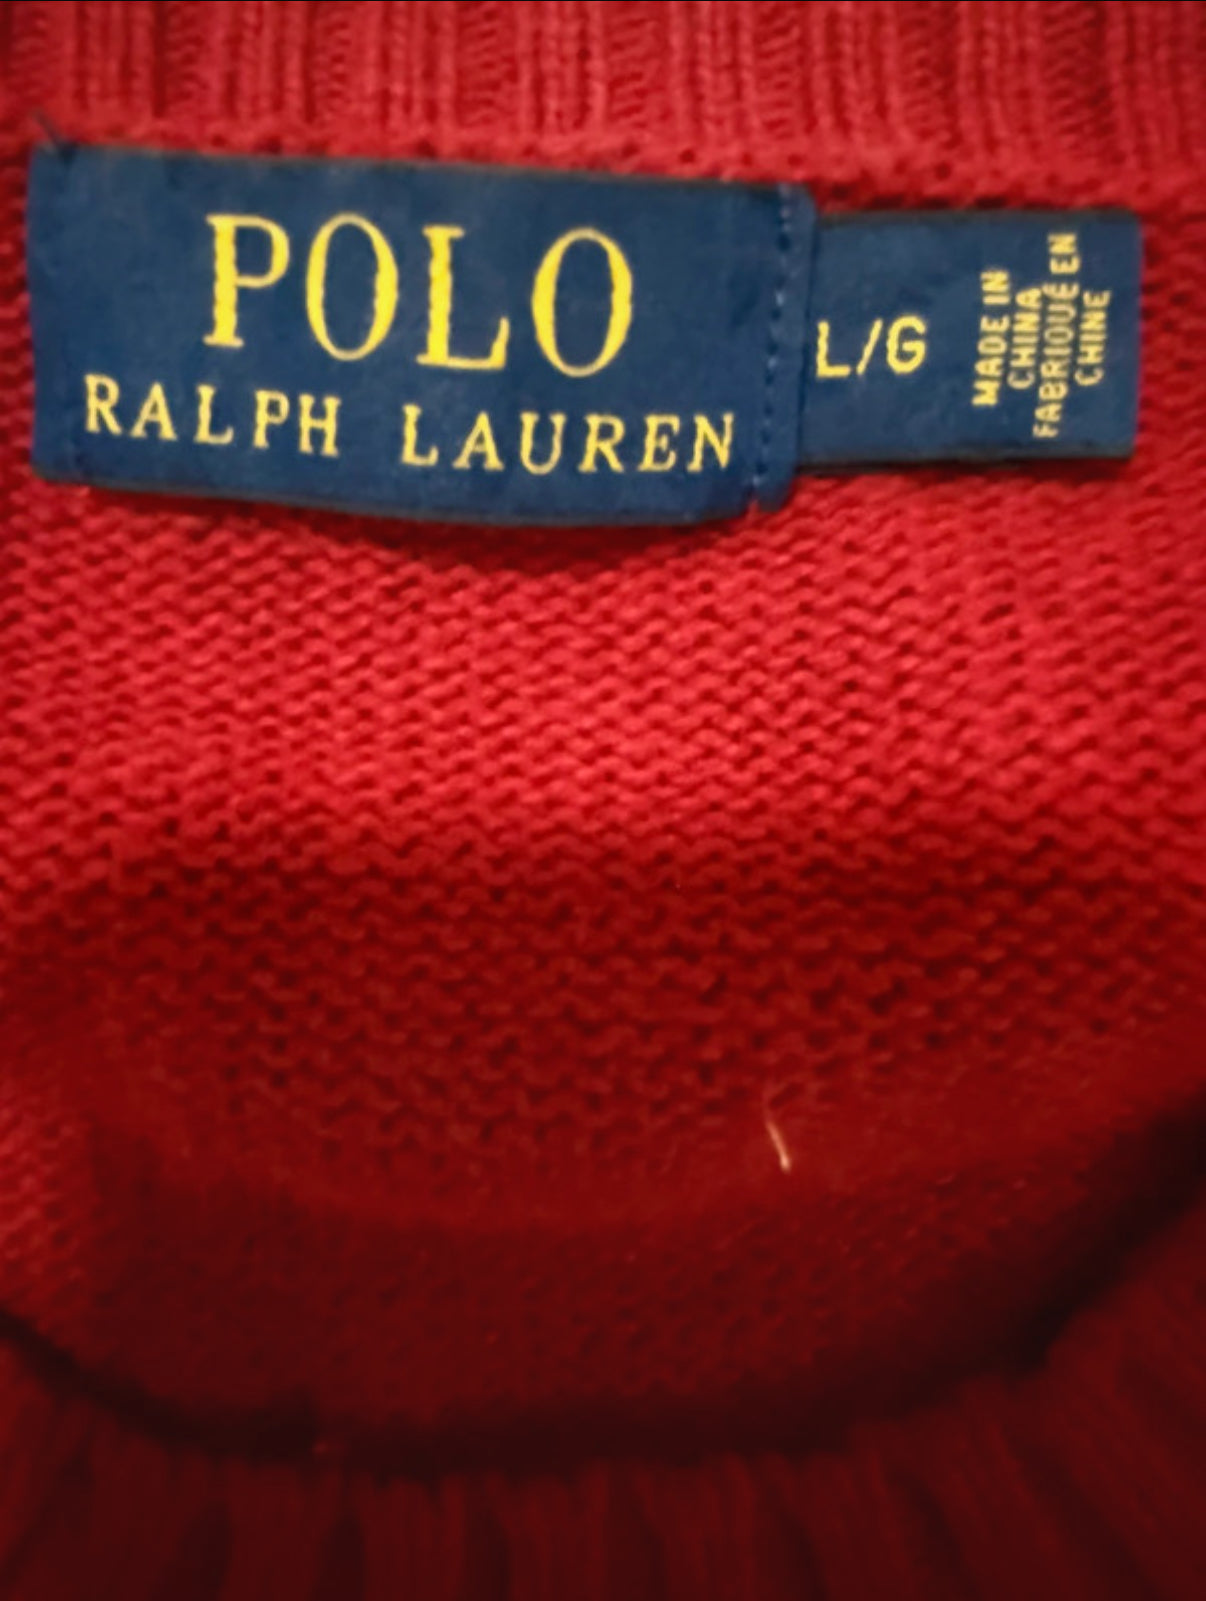 POLO
RALPH LAUREN
L/G
MADE IN
CHINA
FABRIQUÉ EN
CHINE